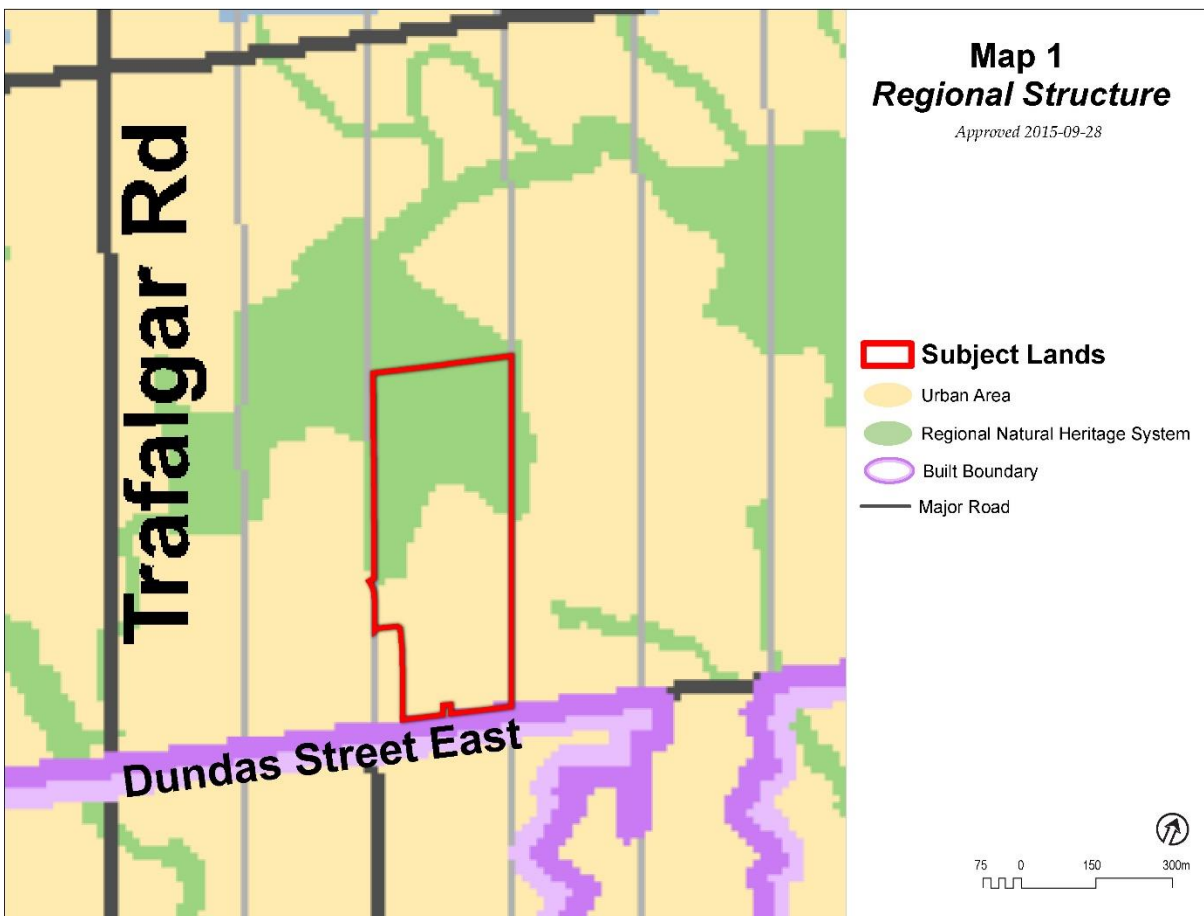 Map 1
Regional Structure
Approved 2015-09-28
Trafalgar Rd
Dundas Street East
Subject Lands
Urban Area
Regional Natural Heritage System
Built Boundary
Major Road
75 0 150 300m